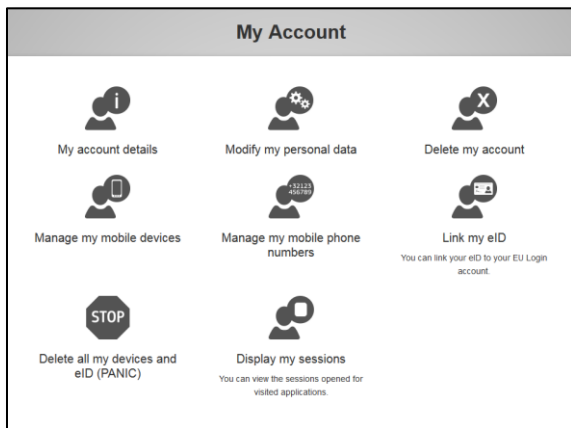 My Account
i
X
My account details
Modify my personal data
Delete my account
+32123
456789
Manage my mobile devices
Manage my mobile phone
numbers
Link my eID
You can link your eID to your EU Login
account.
STOP
Delete all my devices and
eID (PANIC)
Display my sessions
You can view the sessions opened for
visited applications.